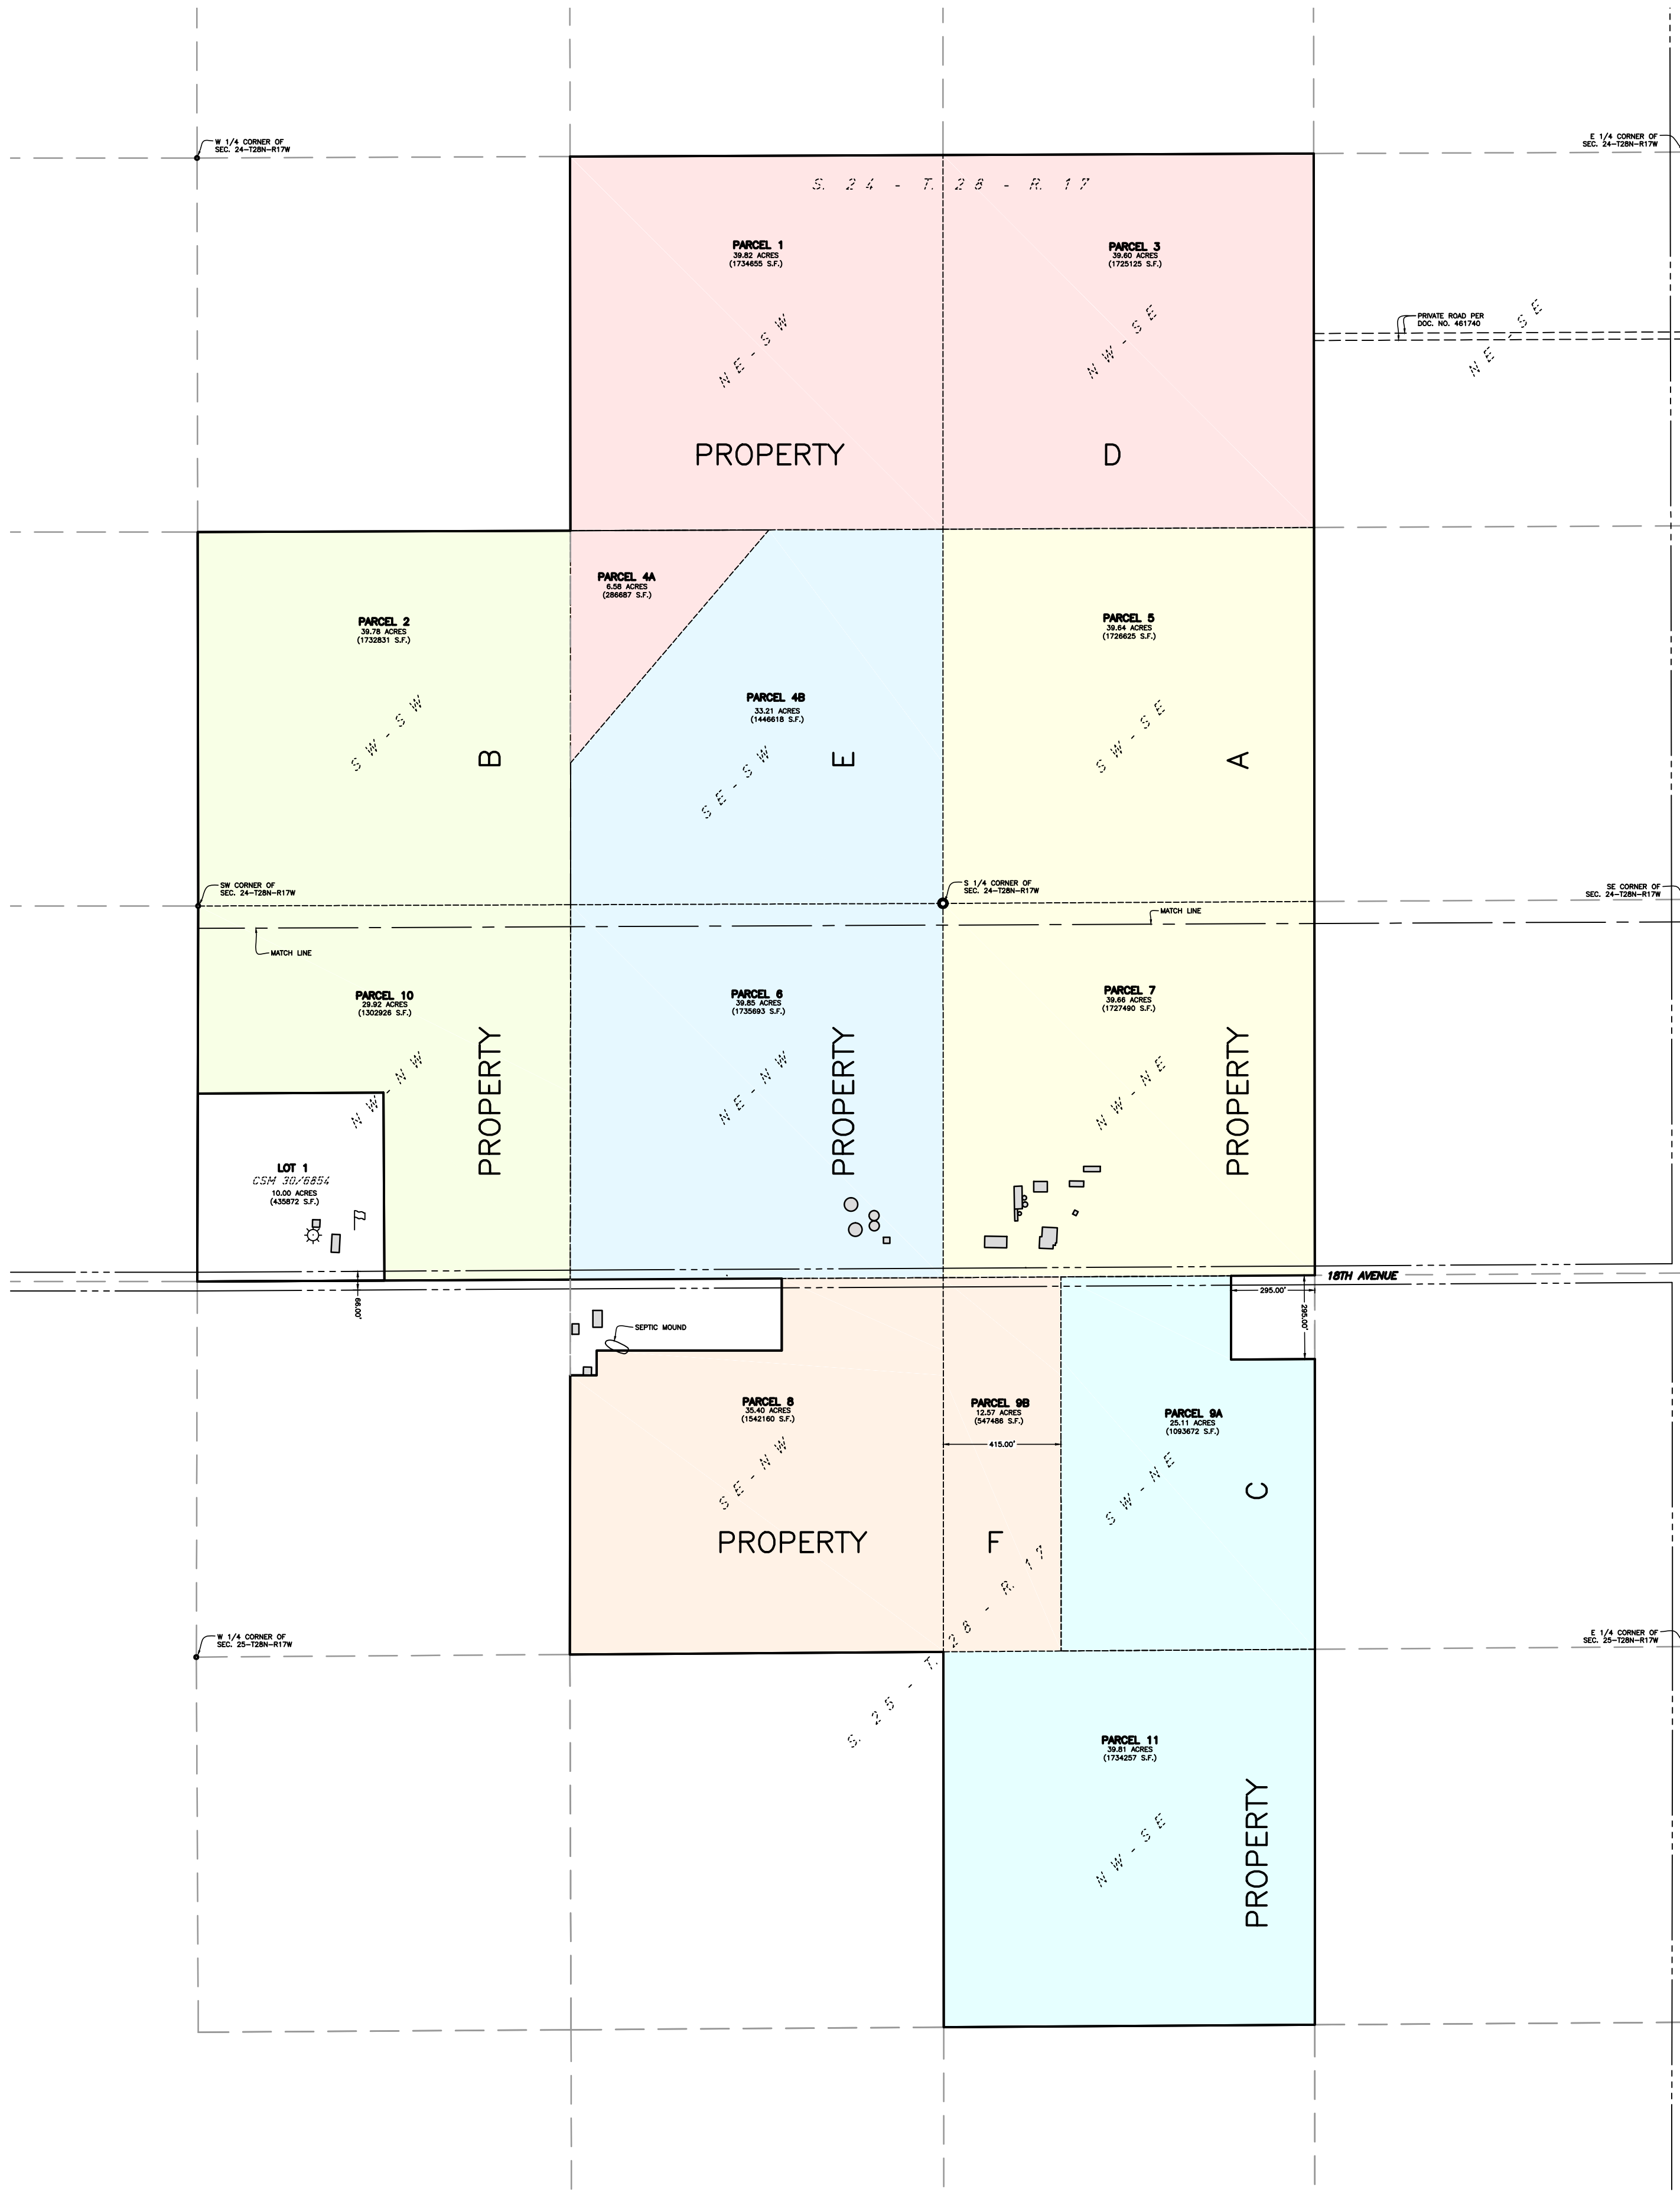 W 1/4 CORNER OF
SEC. 24-T28N-R17W
E 1/4 CORNER OF
SEC. 24-T28N-R17W
S. 24 - T. 28 - R. 17
PARCEL 1
39.82 ACRES
(1734655 S.F.)
PARCEL 3
39.60 ACRES
(1725125 S.F.)
NE-SW
NW-SE
PRIVATE ROAD PER
DOC. NO. 461740
NE-SE
PROPERTY D
PARCEL 4A
6.58 ACRES
(286687 S.F.)
PARCEL 2
39.78 ACRES
(1732831 S.F.)
PARCEL 5
39.64 ACRES
(1726625 S.F.)
PARCEL 4B
33.21 ACRES
(1446618 S.F.)
SW-SW
SE-SW
SW-SE
PROPERTY B
PROPERTY E
PROPERTY A
SW CORNER OF
SEC. 24-T28N-R17W
S 1/4 CORNER OF
SEC. 24-T28N-R17W
SE CORNER OF
SEC. 24-T28N-R17W
MATCH LINE
MATCH LINE
PARCEL 10
29.92 ACRES
(1302926 S.F.)
PARCEL 6
39.85 ACRES
(1735693 S.F.)
PARCEL 7
39.66 ACRES
(1727490 S.F.)
NW-NW
NE-NW
NW-NE
LOT 1
CSM 30/6854
10.00 ACRES
(435872 S.F.)
18TH AVENUE
66.00'
295.00'
295.00'
SEPTIC MOUND
PARCEL 8
35.40 ACRES
(1542160 S.F.)
PARCEL 9B
12.57 ACRES
(547486 S.F.)
PARCEL 9A
25.11 ACRES
(1093672 S.F.)
415.00'
SE-NW
SW-NE
PROPERTY F
PROPERTY C
S. 25 - T. 28 - R. 17
W 1/4 CORNER OF
SEC. 25-T28N-R17W
E 1/4 CORNER OF
SEC. 25-T28N-R17W
PARCEL 11
39.81 ACRES
(1734257 S.F.)
NW-SE